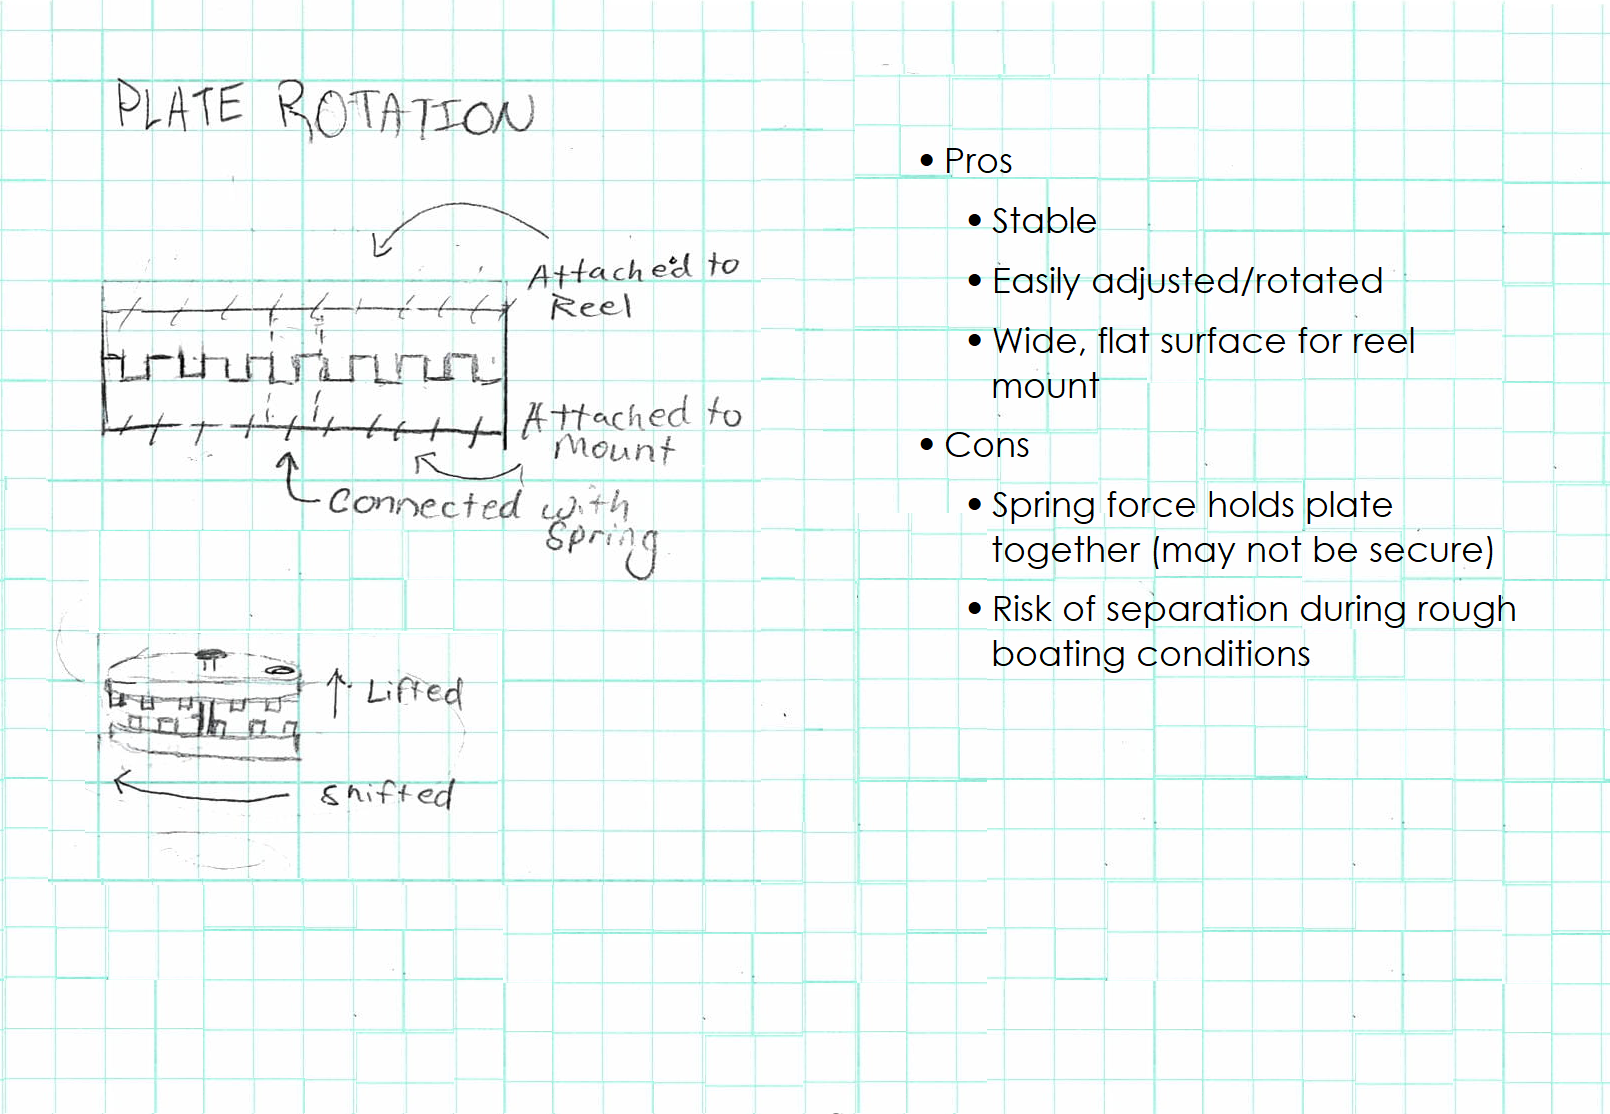 PLATE ROTATION
Attached to
Reel
Attached to
Mount
Connected with
Spring
Lifted
shifted
• Pros
• Stable
• Easily adjusted/rotated
• Wide, flat surface for reel
mount
• Cons
• Spring force holds plate
together (may not be secure)
• Risk of separation during rough
boating conditions